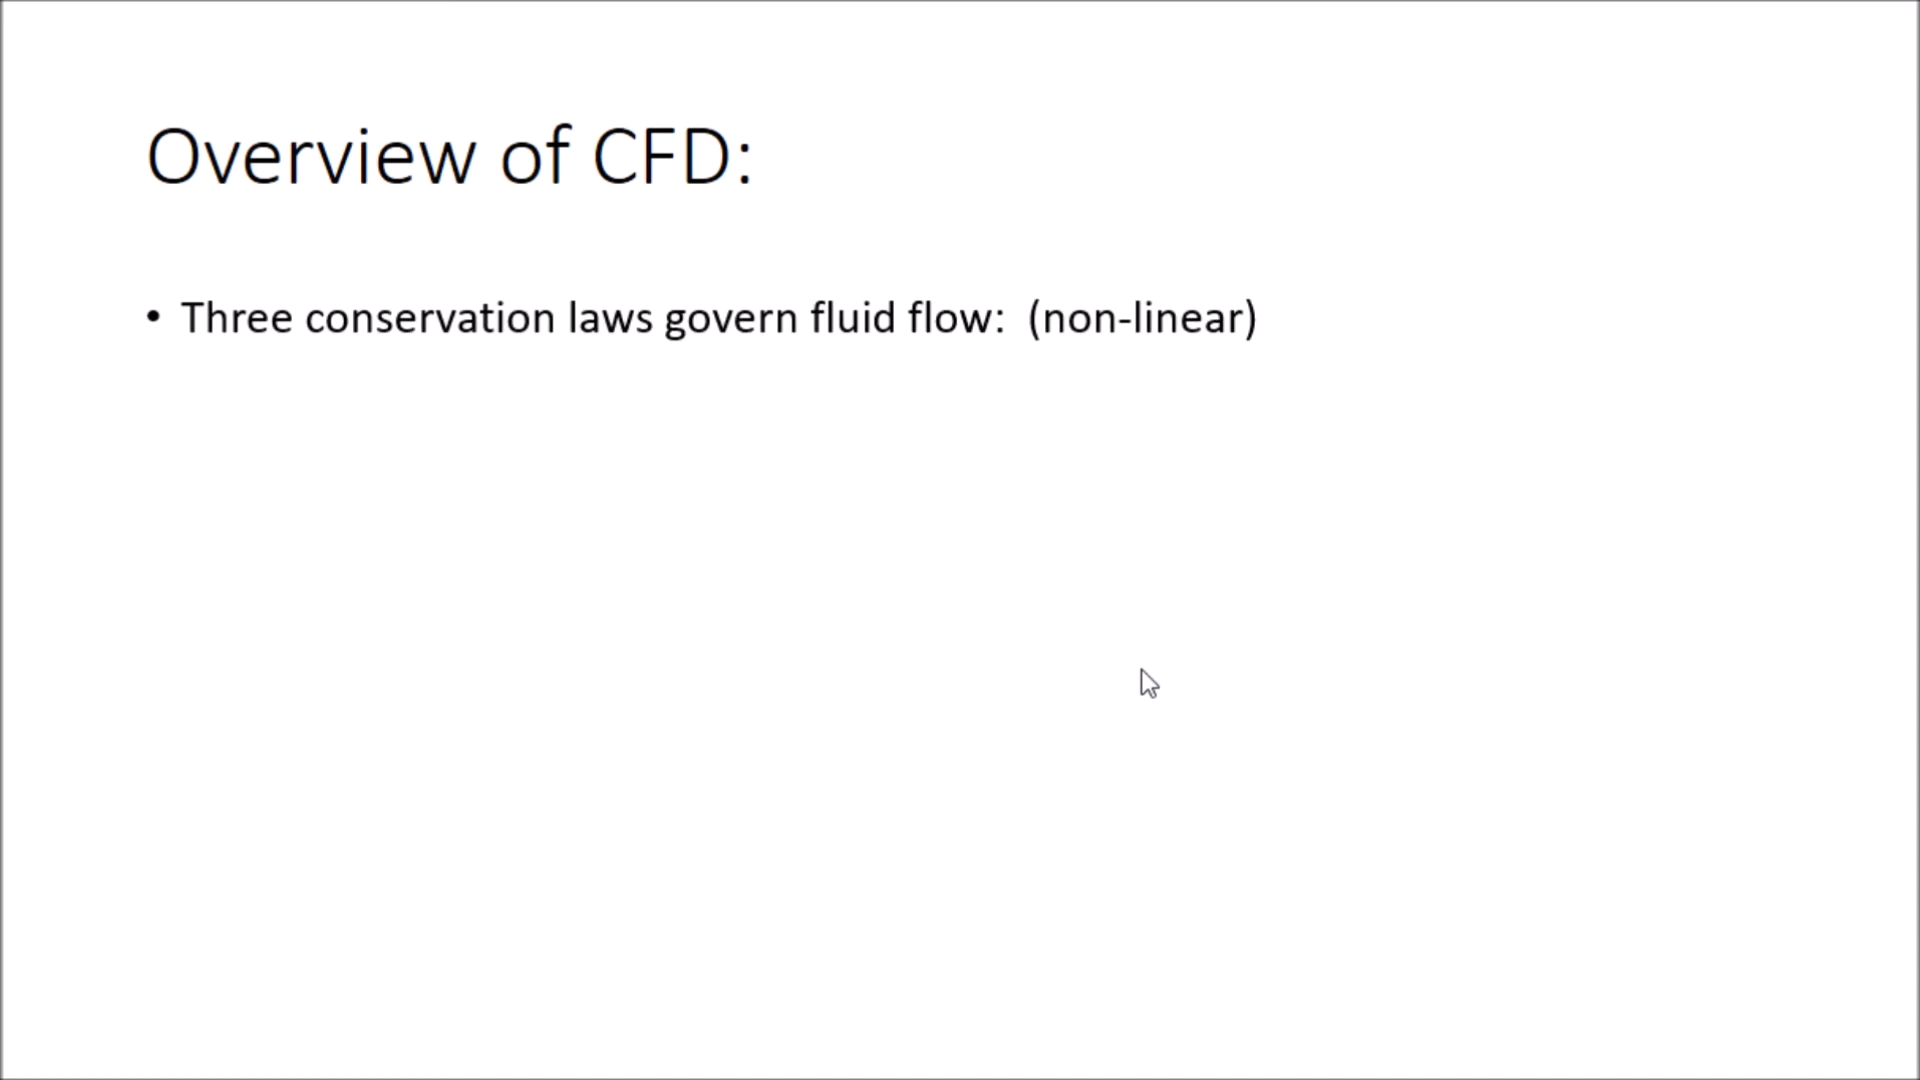 Overview of CFD:
• Three conservation laws govern fluid flow:  (non-linear)